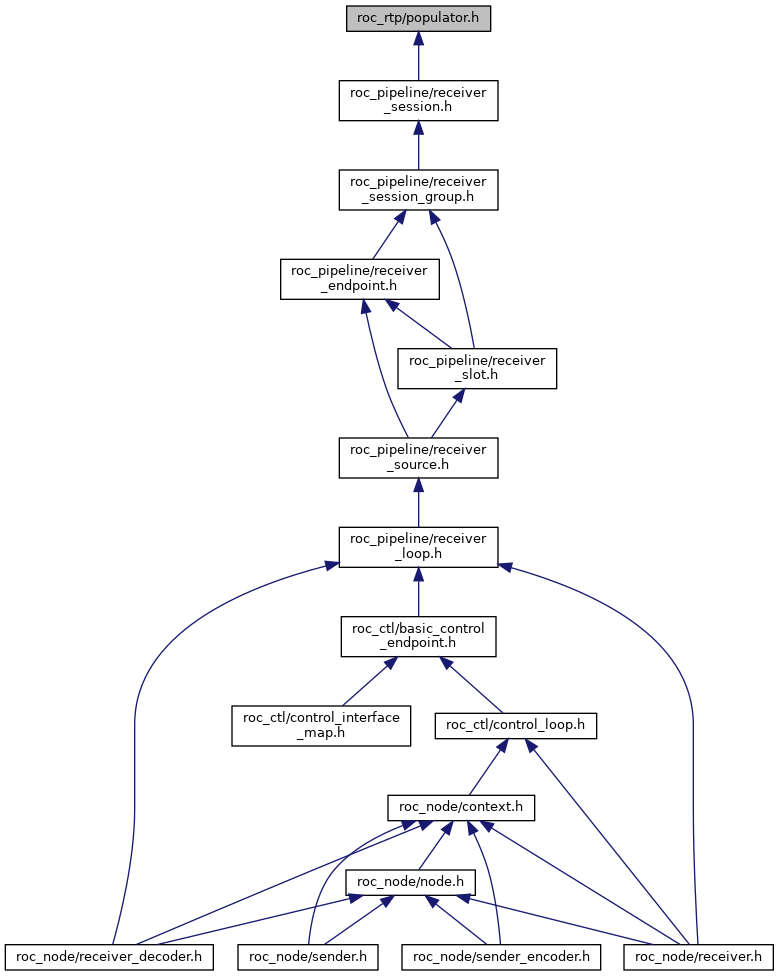 roc_rtp/populator.h
roc_pipeline/receiver
_session.h
roc_pipeline/receiver
_session_group.h
roc_pipeline/receiver
_endpoint.h
roc_pipeline/receiver
_slot.h
roc_pipeline/receiver
_source.h
roc_pipeline/receiver
_loop.h
roc_ctl/basic_control
_endpoint.h
roc_ctl/control_interface
_map.h
roc_ctl/control_loop.h
roc_node/context.h
roc_node/node.h
roc_node/receiver_decoder.h
roc_node/sender.h
roc_node/sender_encoder.h
roc_node/receiver.h